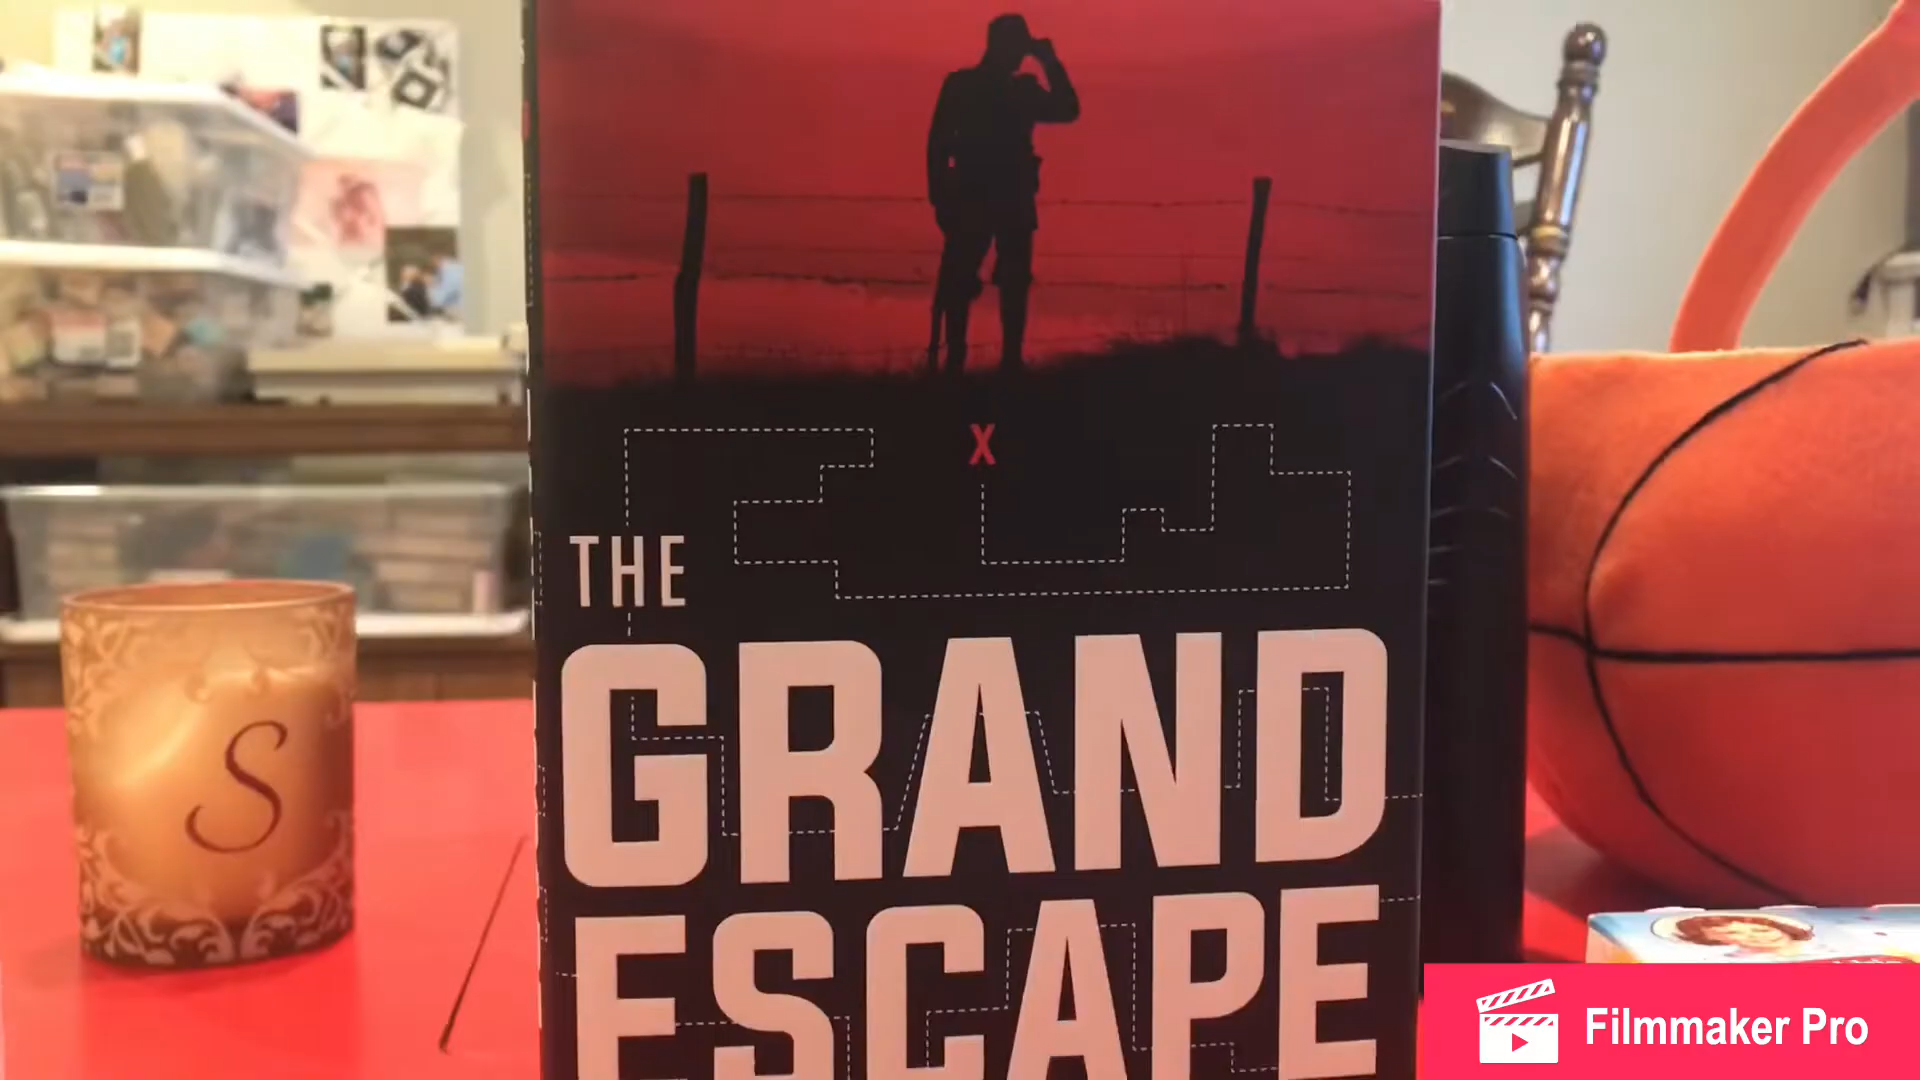 X
THE
GRAND
ESCAPE
S
Filmmaker Pro